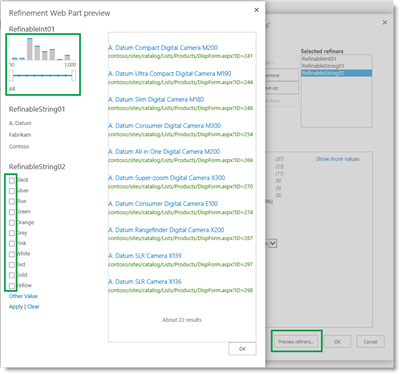 Refinement Web Part preview
RefinableInt01
50 1,000
All
RefinableString01
A. Datum
Fabrikam
Contoso
RefinableString02
Black
Silver
Blue
Green
Orange
Grey
Pink
White
Red
Gold
Yellow
Other Value
Apply | Clear
A. Datum Compact Digital Camera M200
contoso/sites/catalog/Lists/Products/DispForm.aspx?ID=241
A. Datum Ultra Compact Digital Camera M190
contoso/sites/catalog/Lists/Products/DispForm.aspx?ID=244
A. Datum Slim Digital Camera M180
contoso/sites/catalog/Lists/Products/DispForm.aspx?ID=248
A. Datum Consumer Digital Camera M300
contoso/sites/catalog/Lists/Products/DispForm.aspx?ID=254
A. Datum All in One Digital Camera M200
contoso/sites/catalog/Lists/Products/DispForm.aspx?ID=266
A. Datum Super-zoom Digital Camera X300
contoso/sites/catalog/Lists/Products/DispForm.aspx?ID=270
A. Datum Consumer Digital Camera E100
contoso/sites/catalog/Lists/Products/DispForm.aspx?ID=274
A. Datum Rangefinder Digital Camera X200
contoso/sites/catalog/Lists/Products/DispForm.aspx?ID=287
A. Datum SLR Camera X139
contoso/sites/catalog/Lists/Products/DispForm.aspx?ID=297
A. Datum SLR Camera X136
contoso/sites/catalog/Lists/Products/DispForm.aspx?ID=298
About 22 results
OK
Selected refiners
RefinableInt01
RefinableString01
RefinableString02
(27)
(23)
Show more values
Preview refiners...
OK
Cancel